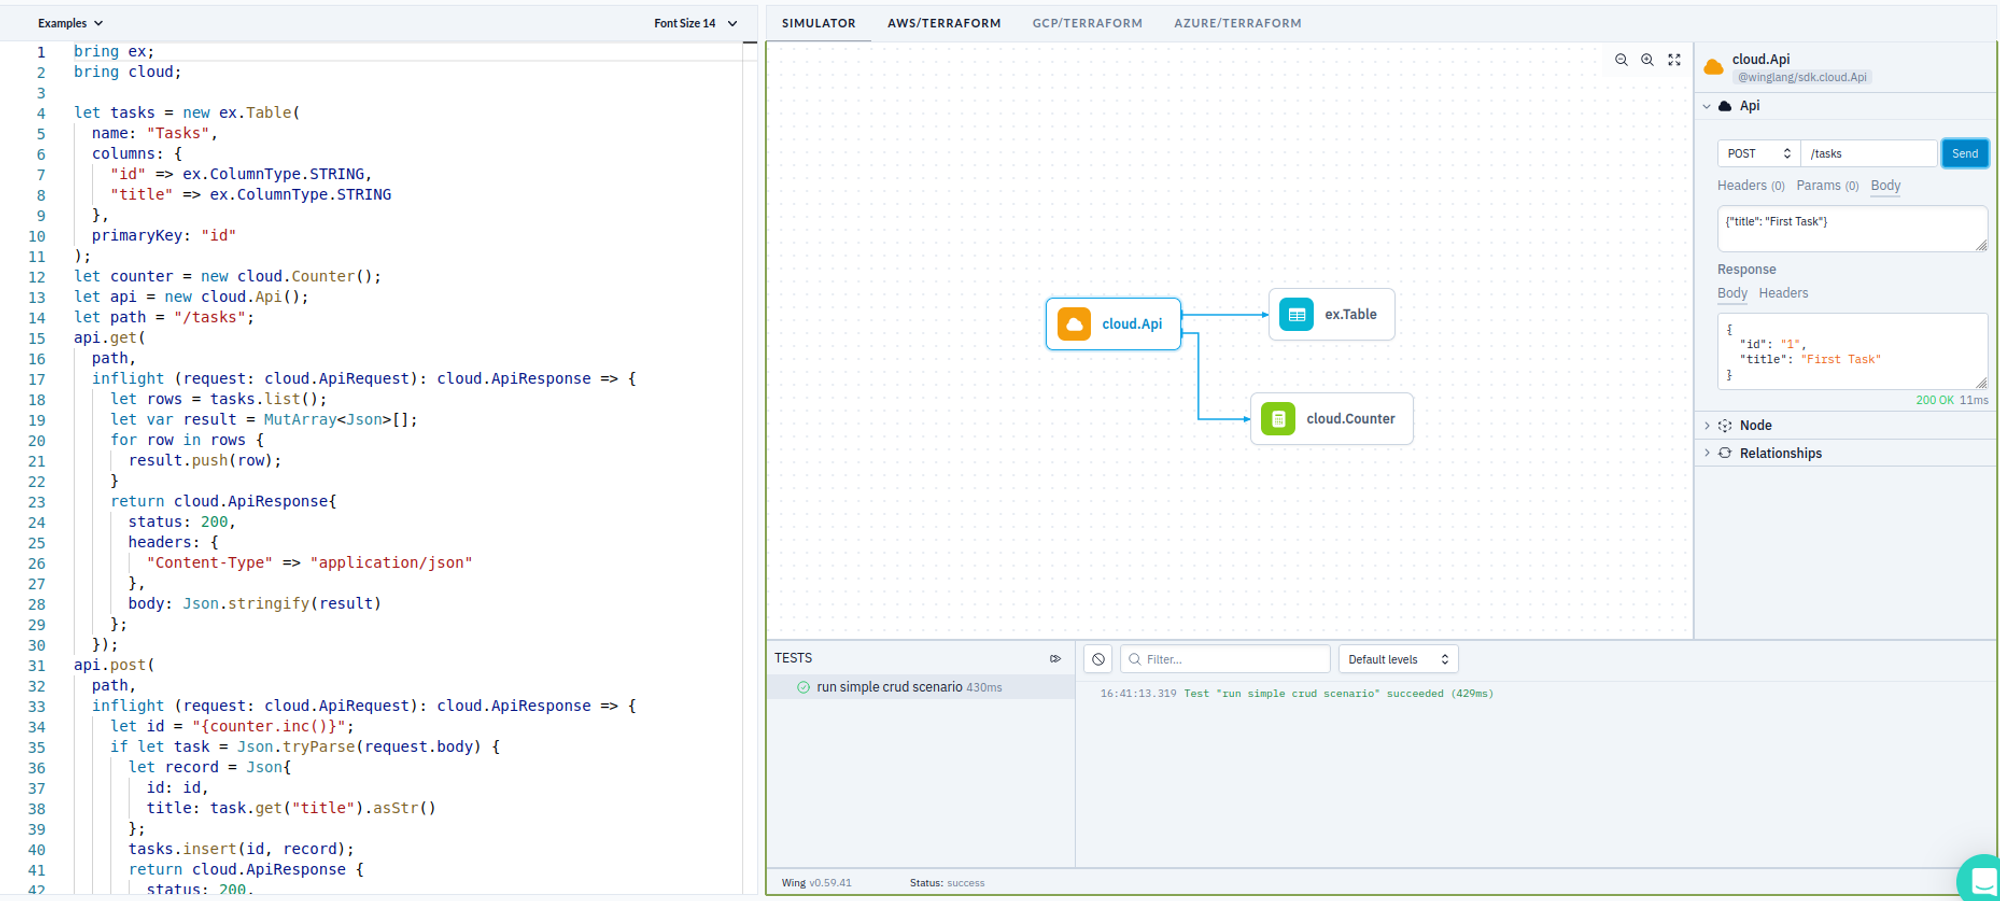 Examples
Font Size 14
1 bring ex;
2 bring cloud;
3
4 let tasks = new ex.Table(
5 name: "Tasks",
6 columns: {
7 "id" => ex.ColumnType.STRING,
8 "title" => ex.ColumnType.STRING
9 },
10 primaryKey: "id"
11 );
12 let counter = new cloud.Counter();
13 let api = new cloud.Api();
14 let path = "/tasks";
15 api.get(
16 path,
17 inflight (request: cloud.ApiRequest): cloud.ApiResponse => {
18 let rows = tasks.list();
19 let var result = MutArray<Json>[];
20 for row in rows {
21 result.push(row);
22 }
23 return cloud.ApiResponse{
24 status: 200,
25 headers: {
26 "Content-Type" => "application/json"
27 },
28 body: Json.stringify(result)
29 };
30 });
31 api.post(
32 path,
33 inflight (request: cloud.ApiRequest): cloud.ApiResponse => {
34 let id = "{counter.inc()}";
35 if let task = Json.tryParse(request.body) {
36 let record = Json{
37 id: id,
38 title: task.get("title").asStr()
39 };
40 tasks.insert(id, record);
41 return cloud.ApiResponse {
42 status: 200,
SIMULATOR AWS/TERRAFORM GCP/TERRAFORM AZURE/TERRAFORM
cloud.Api
ex.Table
cloud.Counter
cloud.Api
@winglang/sdk.cloud.Api
Api
POST /tasks Send
Headers (0) Params (0) Body
{"title": "First Task"}
Response
Body Headers
{
"id": "1",
"title": "First Task"
}
200 OK 11ms
Node
Relationships
TESTS
run simple crud scenario 430ms
Filter... Default levels
16:41:13.319 Test "run simple crud scenario" succeeded (429ms)
Wing v0.59.41 Status: success